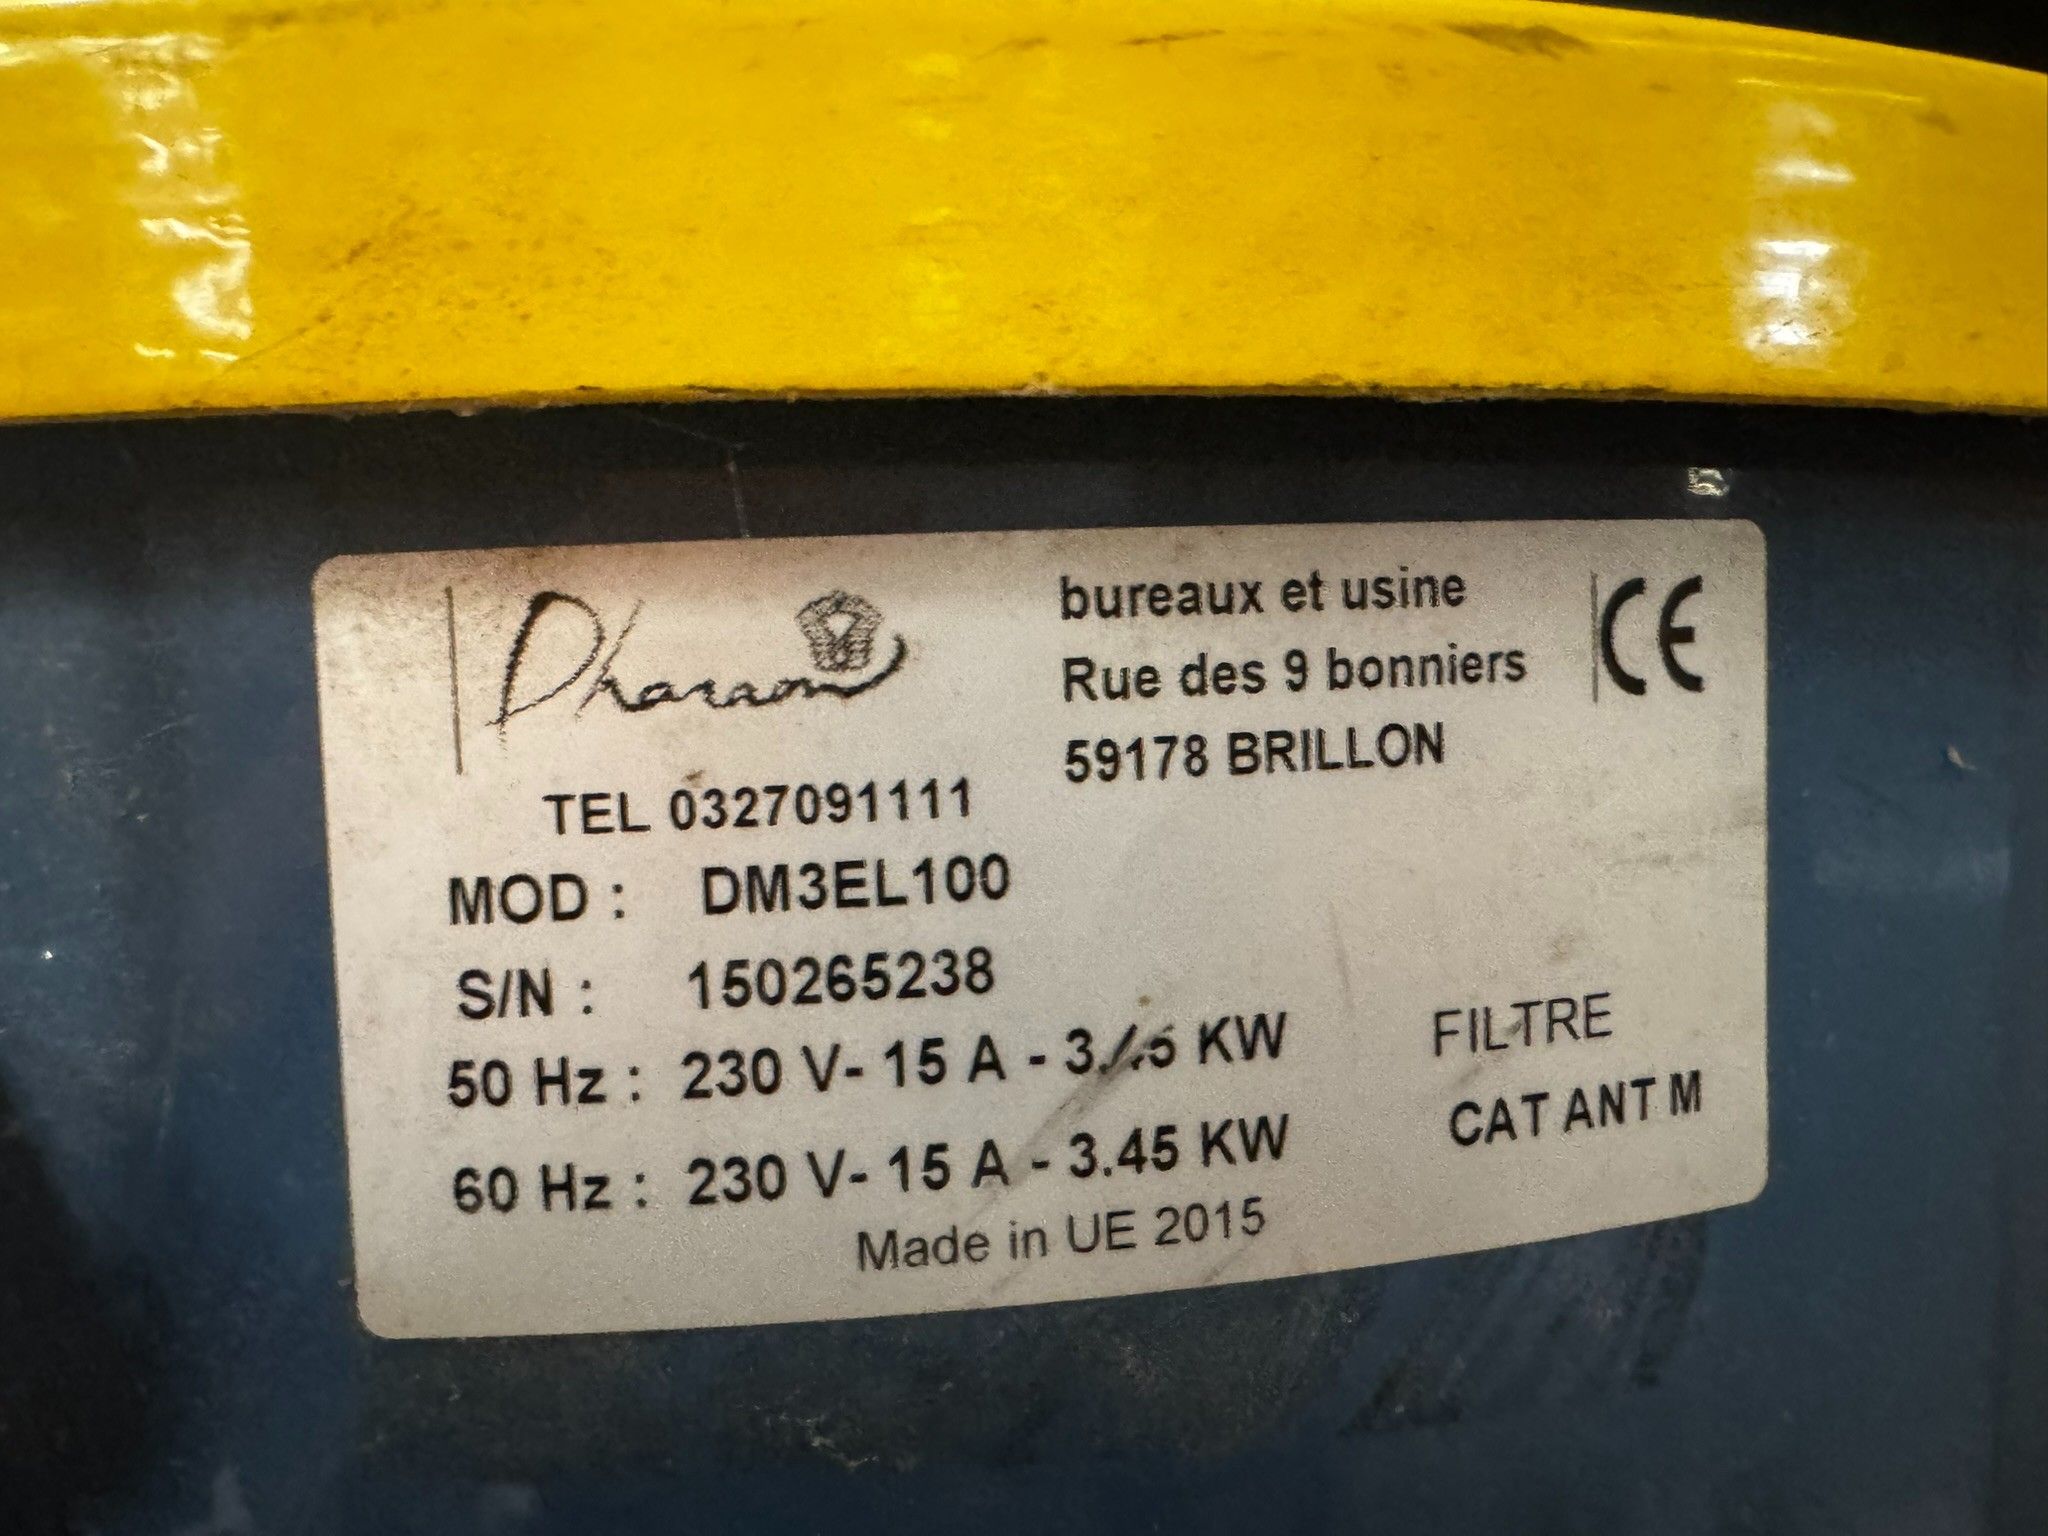 Pharaon
bureaux et usine
Rue des 9 bonniers
59178 BRILLON
CE
TEL 0327091111
MOD : DM3EL100
S/N : 150265238
50 Hz : 230 V- 15 A - KW
60 Hz : 230 V- 15 A - 3.45 KW
FILTRE
CAT ANT M
Made in UE 2015